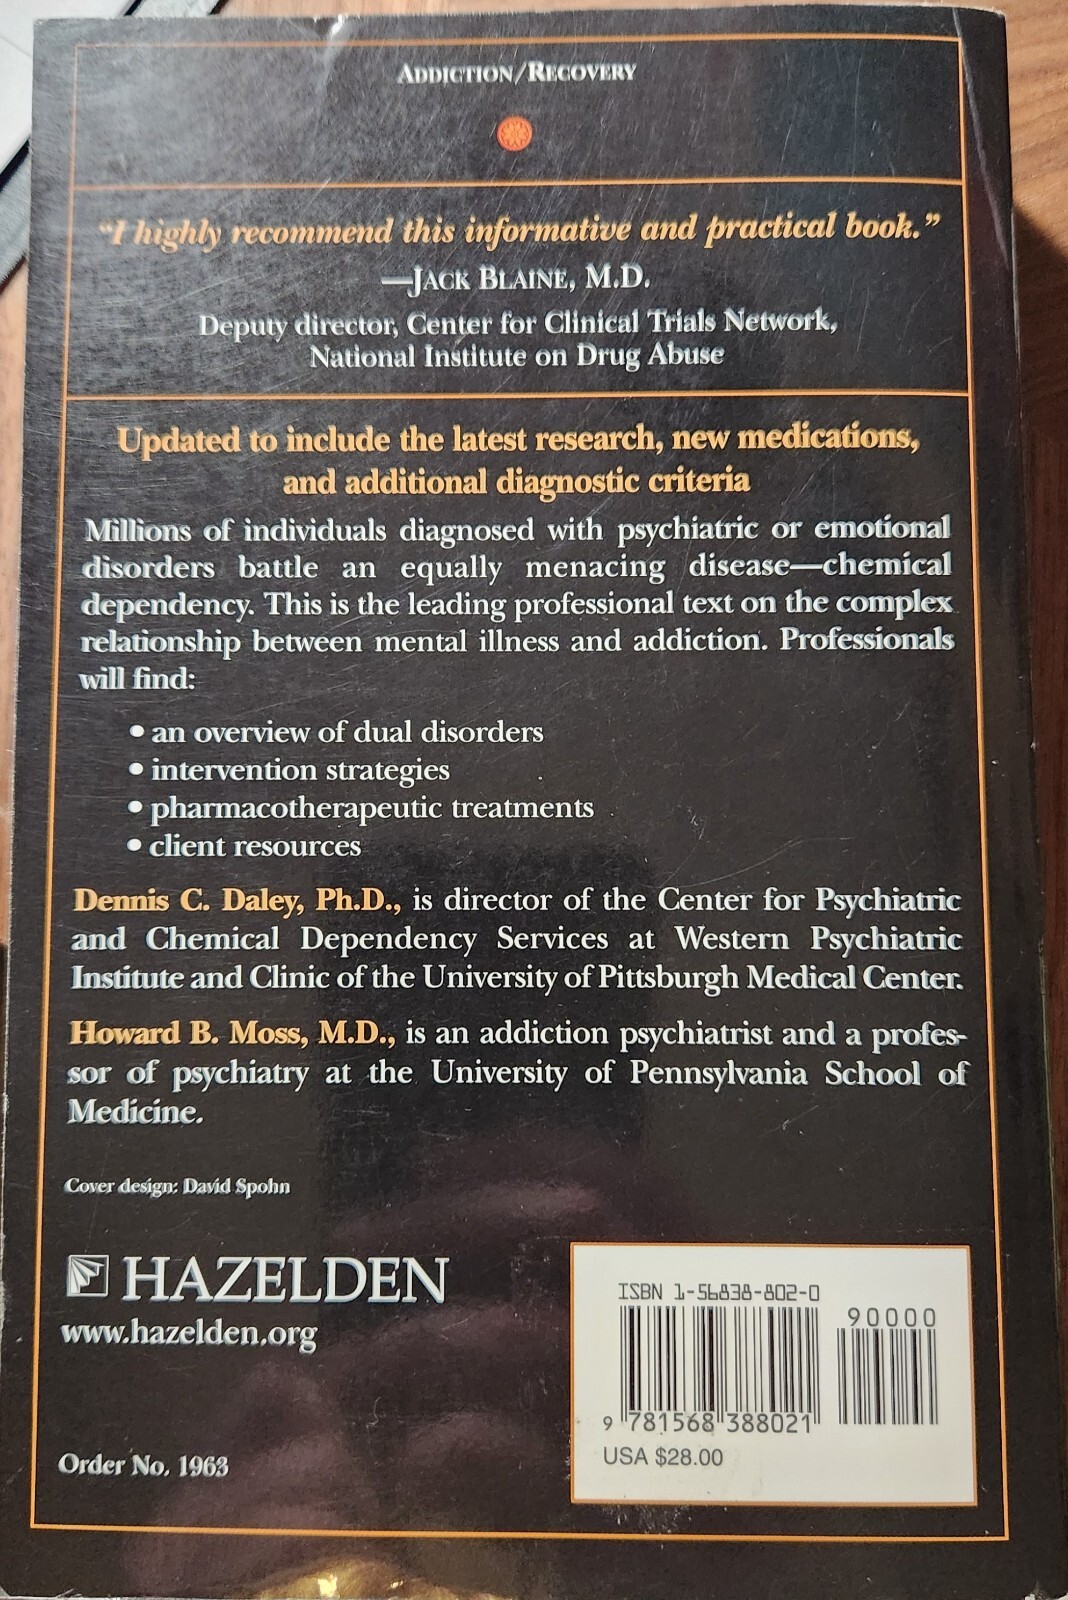 ADDICTION/RECOVERY
“I highly recommend this informative and practical book.”
—JACK BLAINE, M.D.
Deputy director, Center for Clinical Trials Network,
National Institute on Drug Abuse
Updated to include the latest research, new medications,
and additional diagnostic criteria
Millions of individuals diagnosed with psychiatric or emotional
disorders battle an equally menacing disease—chemical
dependency. This is the leading professional text on the complex
relationship between mental illness and addiction. Professionals
will find:
• an overview of dual disorders
• intervention strategies
• pharmacotherapeutic treatments
• client resources
Dennis C. Daley, Ph.D., is director of the Center for Psychiatric
and Chemical Dependency Services at Western Psychiatric
Institute and Clinic of the University of Pittsburgh Medical Center.
Howard B. Moss, M.D., is an addiction psychiatrist and a profes-
sor of psychiatry at the University of Pennsylvania School of
Medicine.
Cover design: David Spohn
HAZELDEN
www.hazelden.org
Order No. 1963
ISBN 1-56838-802-0
90000
9 781568 388021
USA $28.00